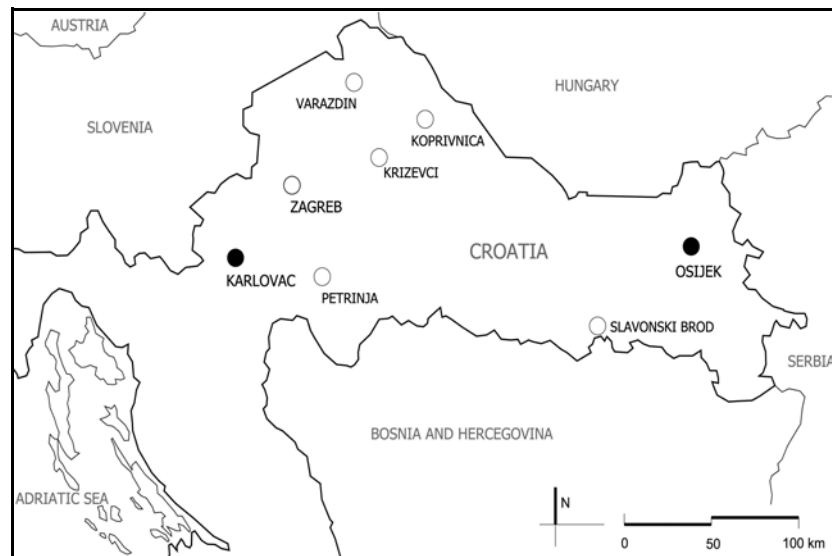 AUSTRIA
HUNGARY
VARAZDIN
SLOVENIA
KOPRIVNICA
KRIZEVCI
ZAGREB
CROATIA
OSIJEK
KARLOVAC
PETRINJA
SLAVONSKI BROD
SERBIA
BOSNIA AND HERCEGOVINA
ADRIATIC SEA
N
0 50 100 km